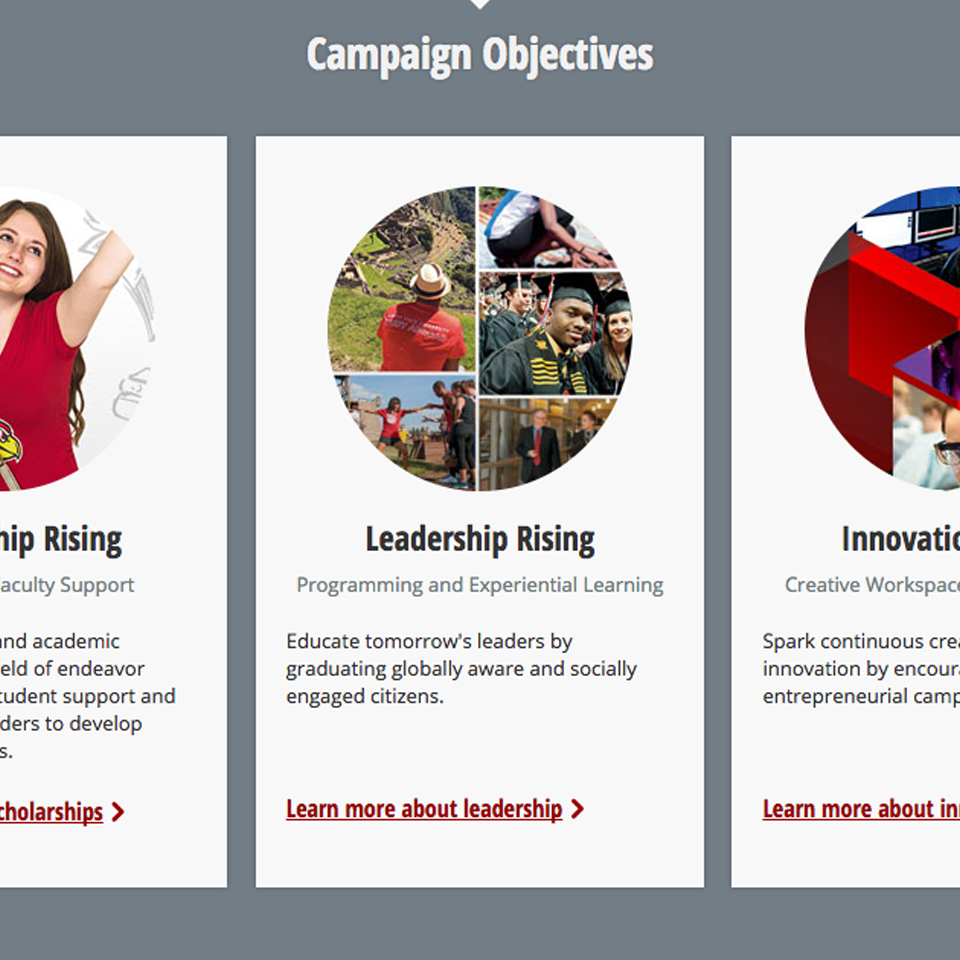 Campaign Objectives
hip Rising
aculty Support
and academic
eld of endeavor
tudent support and
ders to develop
s.
cholarships
Leadership Rising
Programming and Experiential Learning
Educate tomorrow's leaders by
graduating globally aware and socially
engaged citizens.
Learn more about leadership
Innovatio
Creative Workspace
Spark continuous crea
innovation by encoura
entrepreneurial camp
Learn more about inn